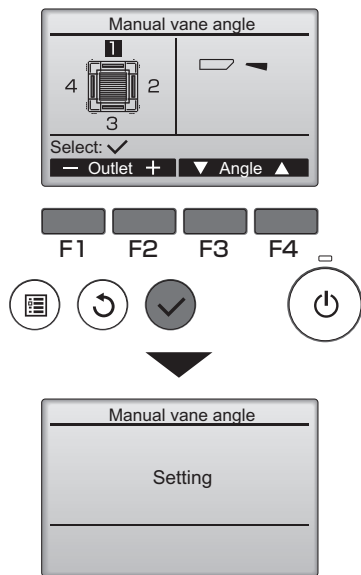 Manual vane angle
1
4 2
3
Select: ✓
− Outlet + ▼ Angle ▲
F1 F2 F3 F4
Manual vane angle
Setting